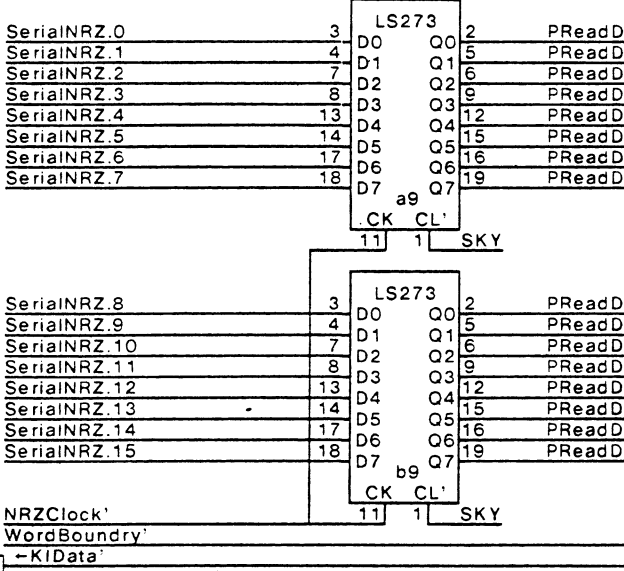 LS273
SerialNRZ.0 3 D0 Q0 2 PReadD
SerialNRZ.1 4 D1 Q1 5 PReadD
SerialNRZ.2 7 D2 Q2 6 PReadD
SerialNRZ.3 8 D3 Q3 9 PReadD
SerialNRZ.4 13 D4 Q4 12 PReadD
SerialNRZ.5 14 D5 Q5 15 PReadD
SerialNRZ.6 17 D6 Q6 16 PReadD
SerialNRZ.7 18 D7 Q7 19 PReadD
a9
CK CL'
11 1 SKY
LS273
SerialNRZ.8 3 D0 Q0 2 PReadD
SerialNRZ.9 4 D1 Q1 5 PReadD
SerialNRZ.10 7 D2 Q2 6 PReadD
SerialNRZ.11 8 D3 Q3 9 PReadD
SerialNRZ.12 13 D4 Q4 12 PReadD
SerialNRZ.13 14 D5 Q5 15 PReadD
SerialNRZ.14 17 D6 Q6 16 PReadD
SerialNRZ.15 18 D7 Q7 19 PReadD
b9
CK CL'
NRZClock' 11 1 SKY
WordBoundry'
←KIData'